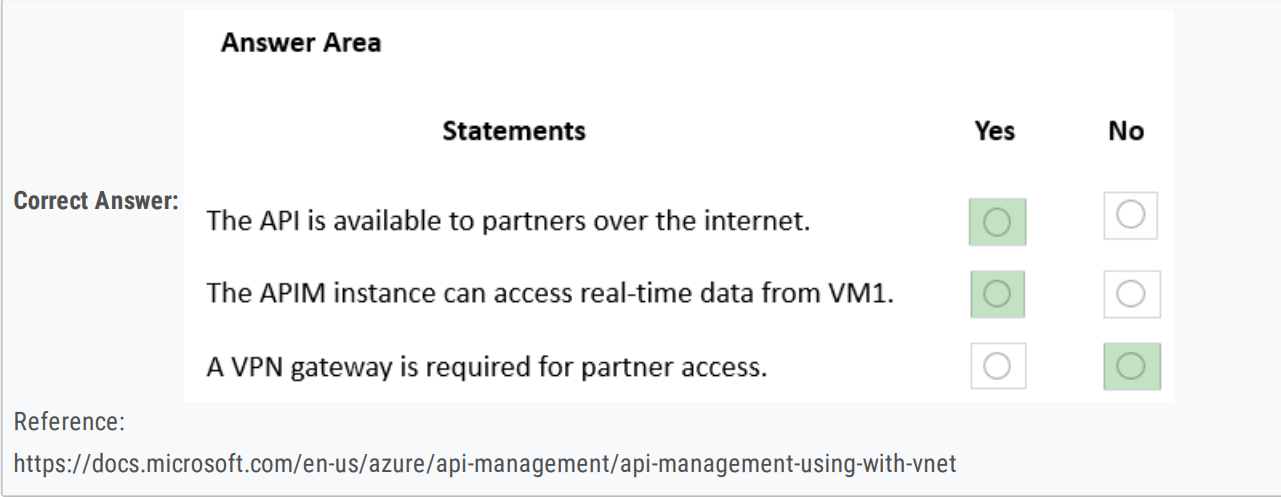 Answer Area
Statements Yes No
Correct Answer:
The API is available to partners over the internet.
The APIM instance can access real-time data from VM1.
A VPN gateway is required for partner access.
Reference:
https://docs.microsoft.com/en-us/azure/api-management/api-management-using-with-vnet